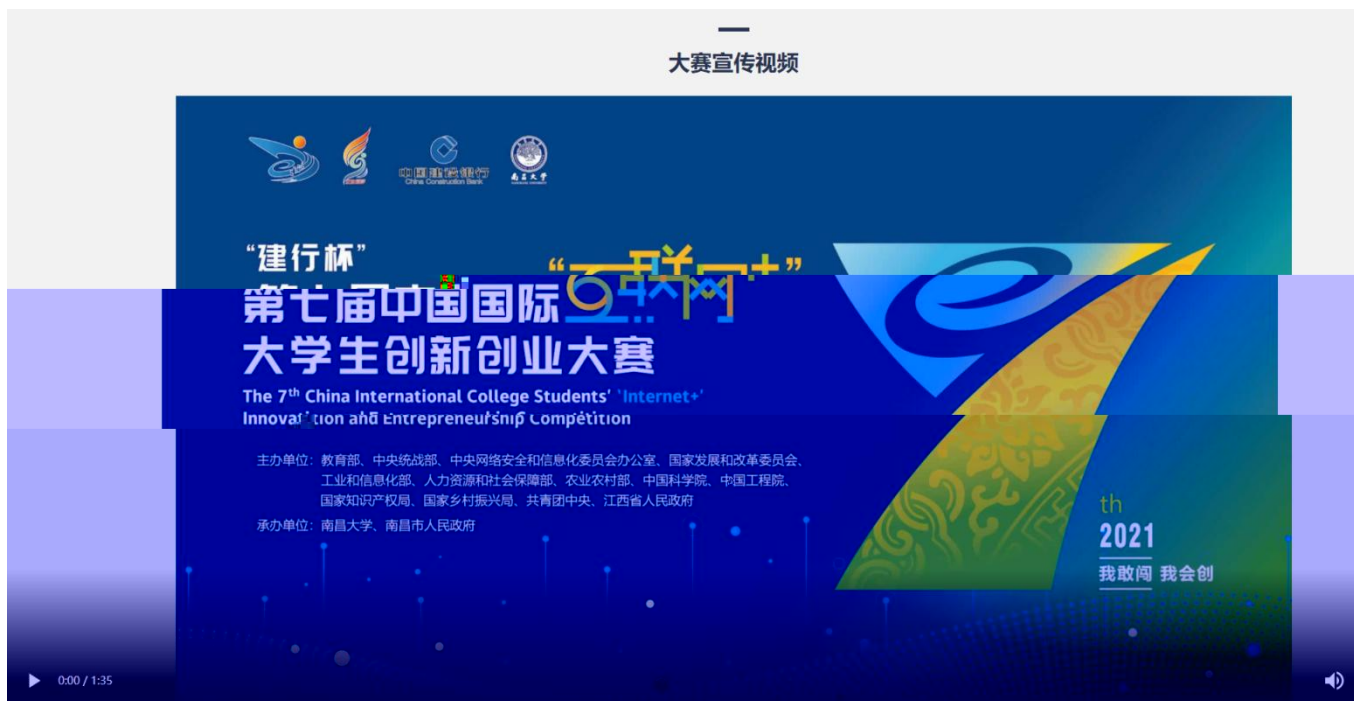 大赛宣传视频
中国建设银行
China Construction Bank
南昌大学
“建行杯”
第七届中国国际“互联网+”
大学生创新创业大赛
The 7th China International College Students' 'Internet+'
Innovation and Entrepreneurship Competition
主办单位：教育部、中央统战部、中央网络安全和信息化委员会办公室、国家发展和改革委员会、
工业和信息化部、人力资源和社会保障部、农业农村部、中国科学院、中国工程院、
国家知识产权局、国家乡村振兴局、共青团中央、江西省人民政府
承办单位：南昌大学、南昌市人民政府
7
th
2021
我敢闯 我会创
0:00 / 1:35